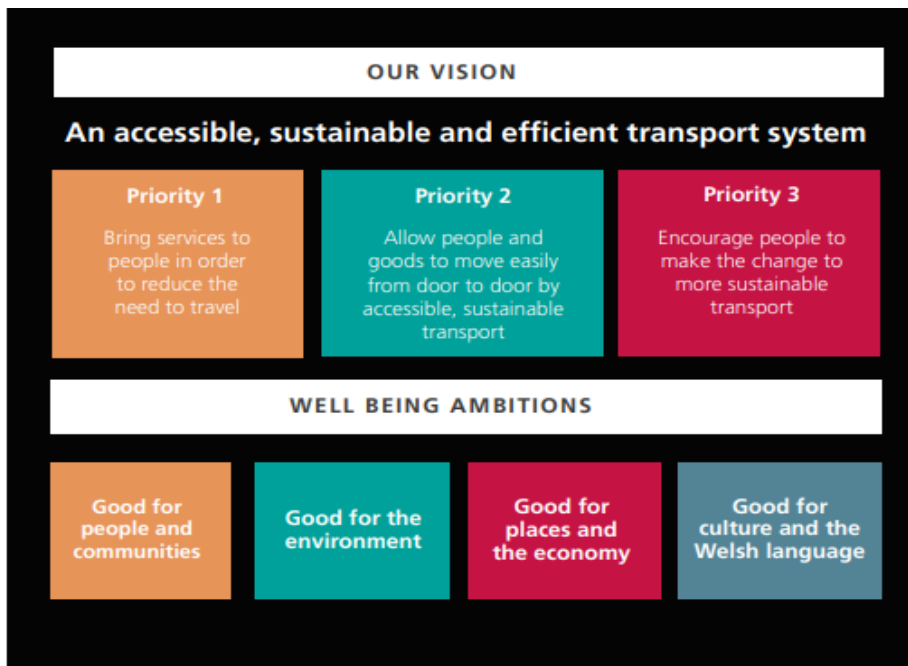 OUR VISION
An accessible, sustainable and efficient transport system
Priority 1
Bring services to
people in order
to reduce the
need to travel
Priority 2
Allow people and
goods to move easily
from door to door by
accessible, sustainable
transport
Priority 3
Encourage people to
make the change to
more sustainable
transport
WELL BEING AMBITIONS
Good for
people and
communities
Good for the
environment
Good for
places and
the economy
Good for
culture and the
Welsh language